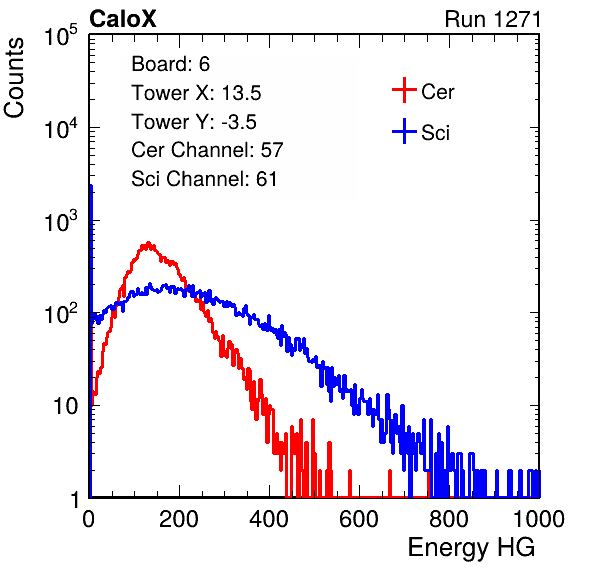 CaloX Run 1271
Counts
Board: 6
Tower X: 13.5
Tower Y: -3.5
Cer Channel: 57
Sci Channel: 61
Cer
Sci
10^5
10^4
10^3
10^2
10
1
0 200 400 600 800 1000
Energy HG